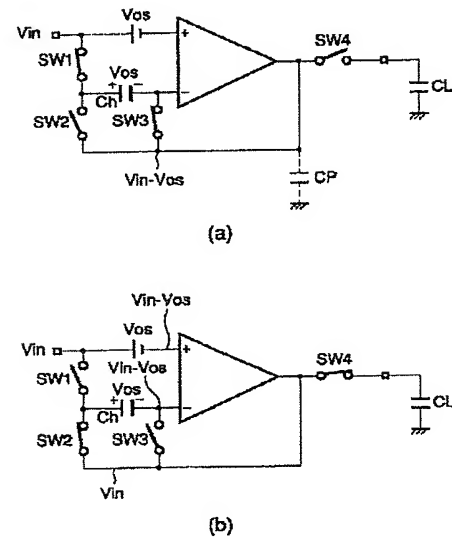 Vin
Vos
+
SW1
Vos
+
−
Ch
−
SW2
SW3
Vin-Vos
SW4
CL
CP
(a)
Vin-Vos
Vos
Vin
+
Vin-Vos
SW1
Vos
+
−
Ch
−
SW2
SW3
Vin
SW4
CL
(b)